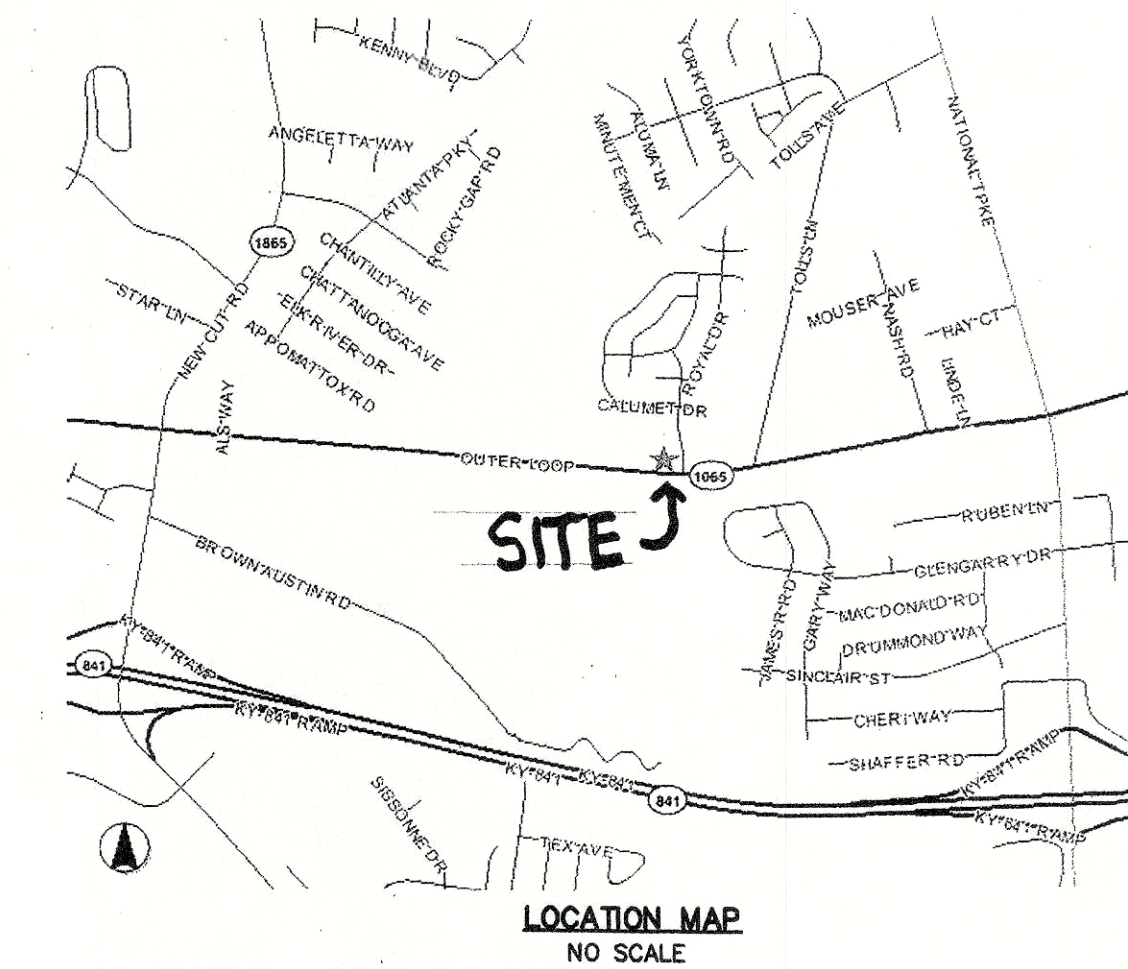 KENNY BLVD
YORKTOWN RD
ALUMA LN
MINUTE MEN CT
TOLLS AVE
NATIONAL TPKE
ANGELETTA WAY
ATLANTA PKY
ROCKY GAP RD
1865
CHANTILLY AVE
CHATTANOOGA AVE
ELK RIVER DR
APPOMATTOX RD
STAR LN
NEW CUT RD
ALS WAY
TOLLS LN
MOUSER AVE
NASH RD
HAY CT
LINDE LN
ROYAL DR
CALUMET DR
OUTER LOOP
1065
SITE
RUBEN LN
GLENGARRY DR
MAC DONALD RD
DRUMMOND WAY
JAMES R RD
GARY WAY
SINCLAIR ST
CHERI WAY
SHAFFER RD
BROWN AUSTIN RD
KY-841 RAMP
841
KY-841 RAMP
KY-841
KY-841
841
KY-841 RAMP
KY-841 RAMP
SISSONNE DR
TEX AVE
LOCATION MAP
NO SCALE